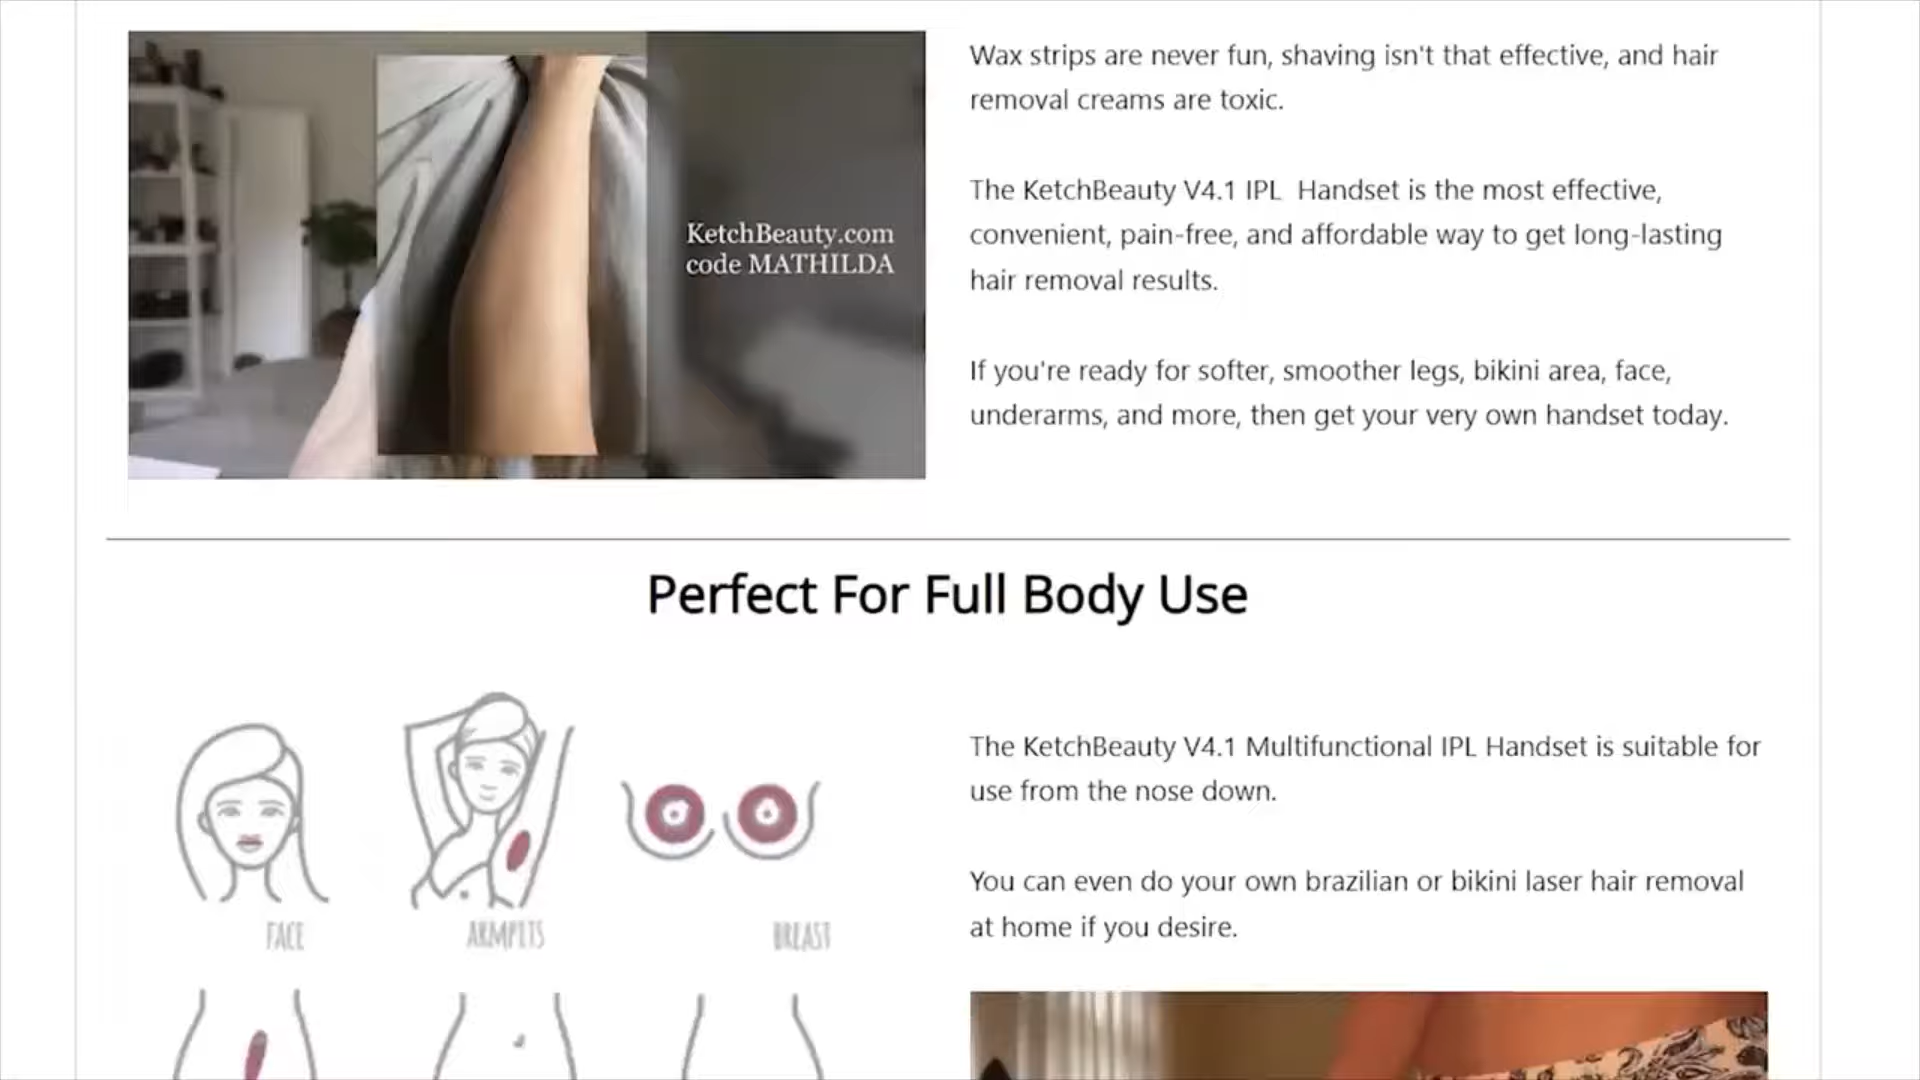 Wax strips are never fun, shaving isn't that effective, and hair
removal creams are toxic.
The KetchBeauty V4.1 IPL Handset is the most effective,
convenient, pain-free, and affordable way to get long-lasting
hair removal results.
If you're ready for softer, smoother legs, bikini area, face,
underarms, and more, then get your very own handset today.
KetchBeauty.com
code MATHILDA
Perfect For Full Body Use
The KetchBeauty V4.1 Multifunctional IPL Handset is suitable for
use from the nose down.
You can even do your own brazilian or bikini laser hair removal
at home if you desire.
FACE
ARMPITS
BREAST